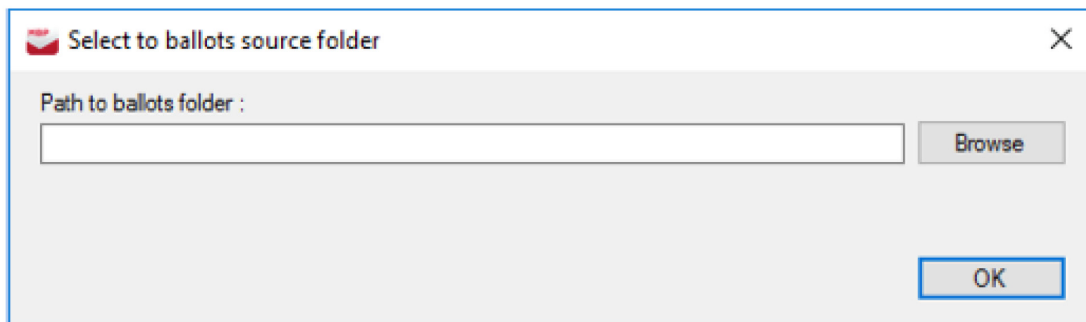 Select to ballots source folder
Path to ballots folder :
Browse
OK